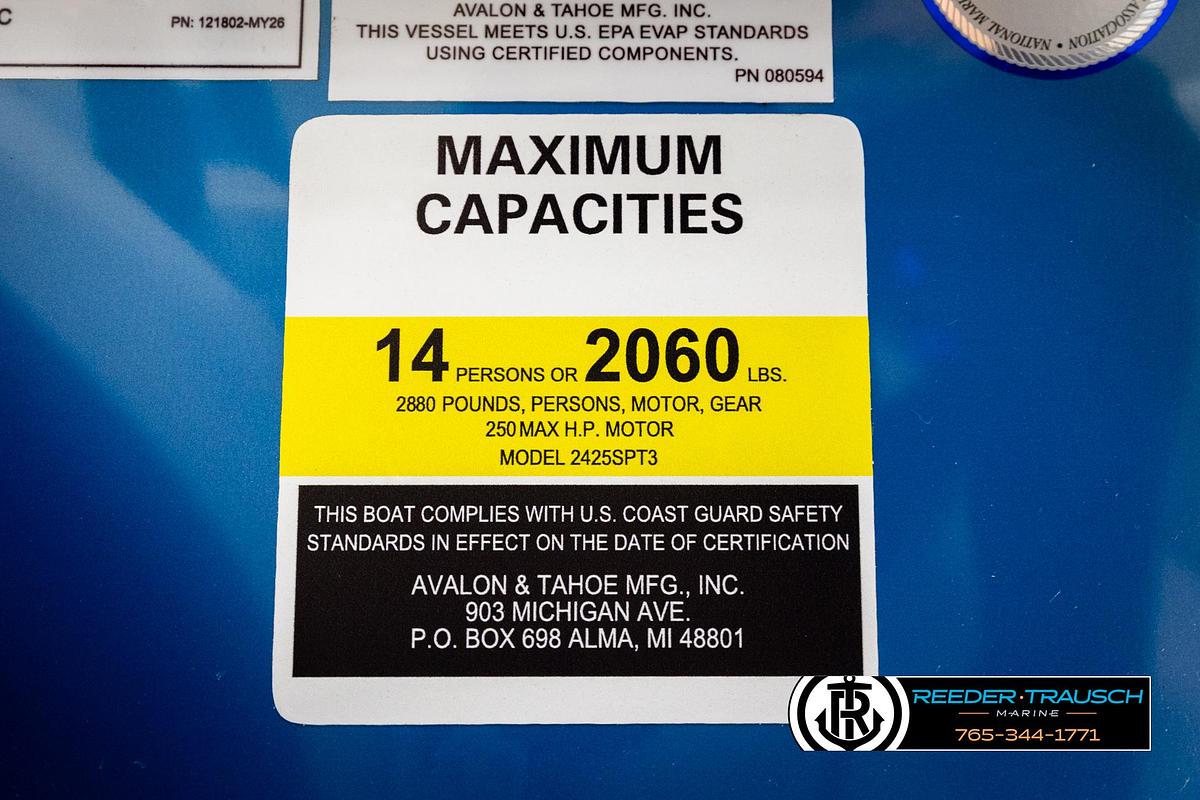 C
PN: 121802-MY26
AVALON & TAHOE MFG. INC.
THIS VESSEL MEETS U.S. EPA EVAP STANDARDS
USING CERTIFIED COMPONENTS.
PN 080594
NATIONAL MARI
ASSOCIATION
MAXIMUM
CAPACITIES
14 PERSONS OR 2060 LBS.
2880 POUNDS, PERSONS, MOTOR, GEAR
250 MAX H.P. MOTOR
MODEL 2425SPT3
THIS BOAT COMPLIES WITH U.S. COAST GUARD SAFETY
STANDARDS IN EFFECT ON THE DATE OF CERTIFICATION
AVALON & TAHOE MFG., INC.
903 MICHIGAN AVE.
P.O. BOX 698 ALMA, MI 48801
REEDER·TRAUSCH
MARINE
765-344-1771